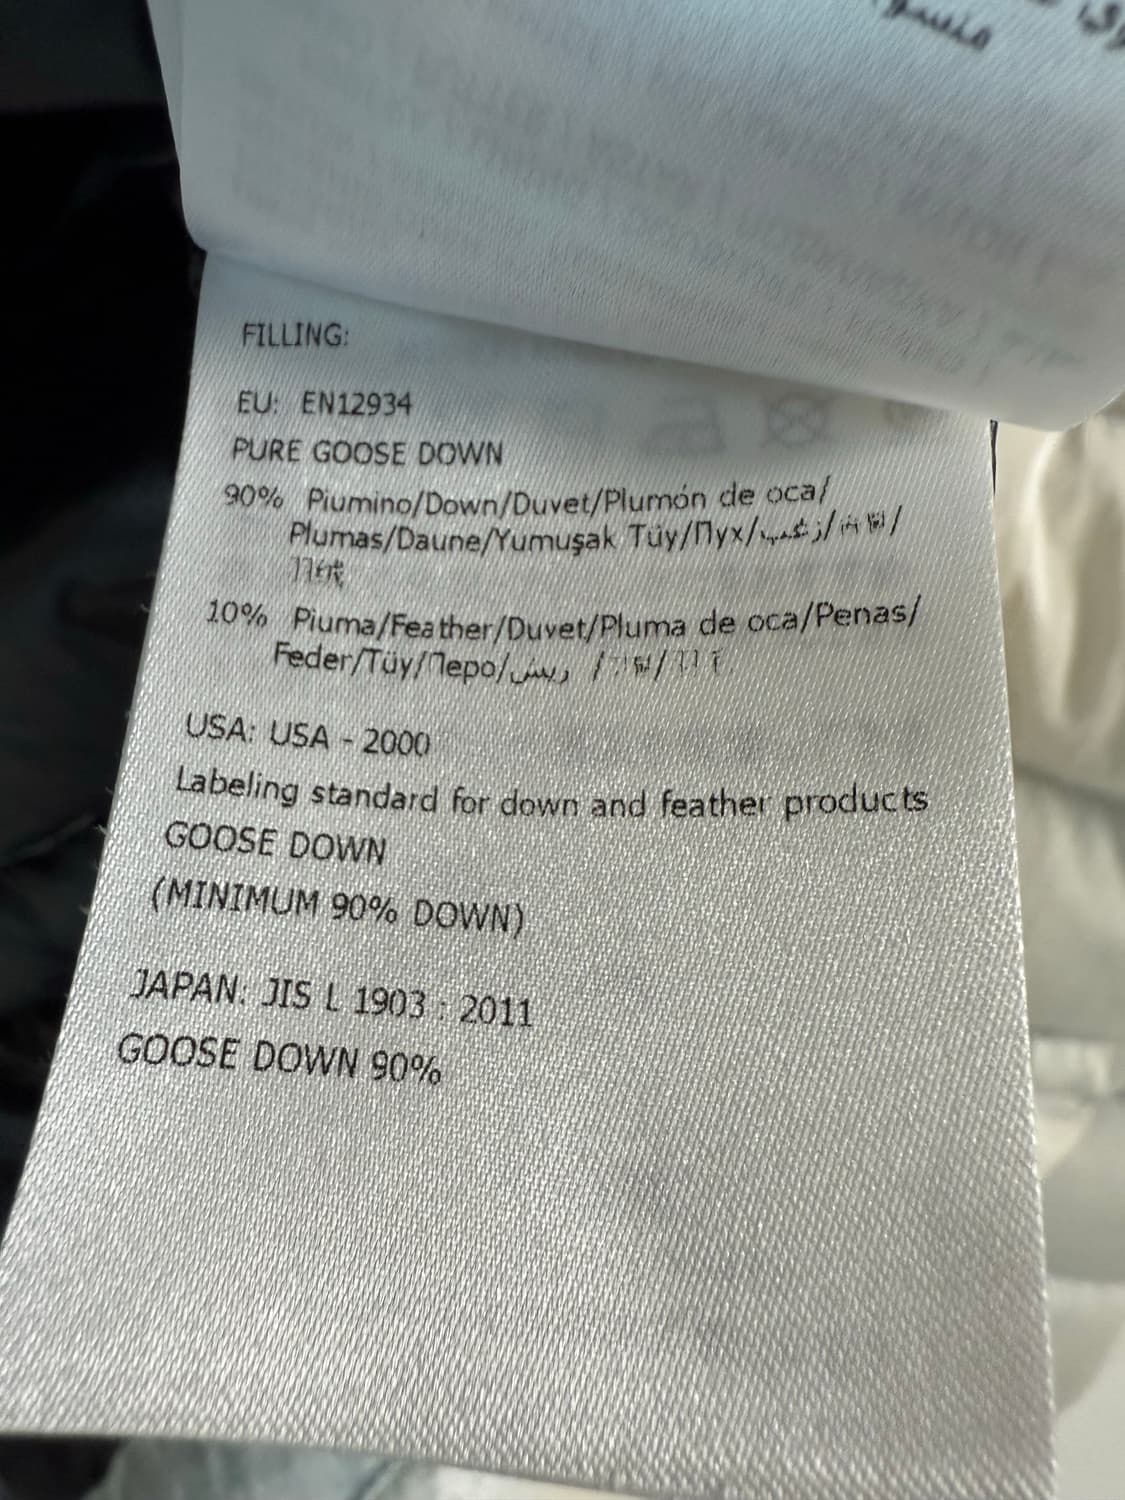 منسو
FILLING:
EU: EN12934
PURE GOOSE DOWN
90% Piumino/Down/Duvet/Plumón de oca/
Plumas/Daune/Yumuşak Tüy/Пух/زغب/
10% Piuma/Feather/Duvet/Pluma de oca/Penas/
Feder/Tüy/Перо/ريش /
USA: USA - 2000
Labeling standard for down and feather products
GOOSE DOWN
(MINIMUM 90% DOWN)
JAPAN: JIS L 1903 : 2011
GOOSE DOWN 90%